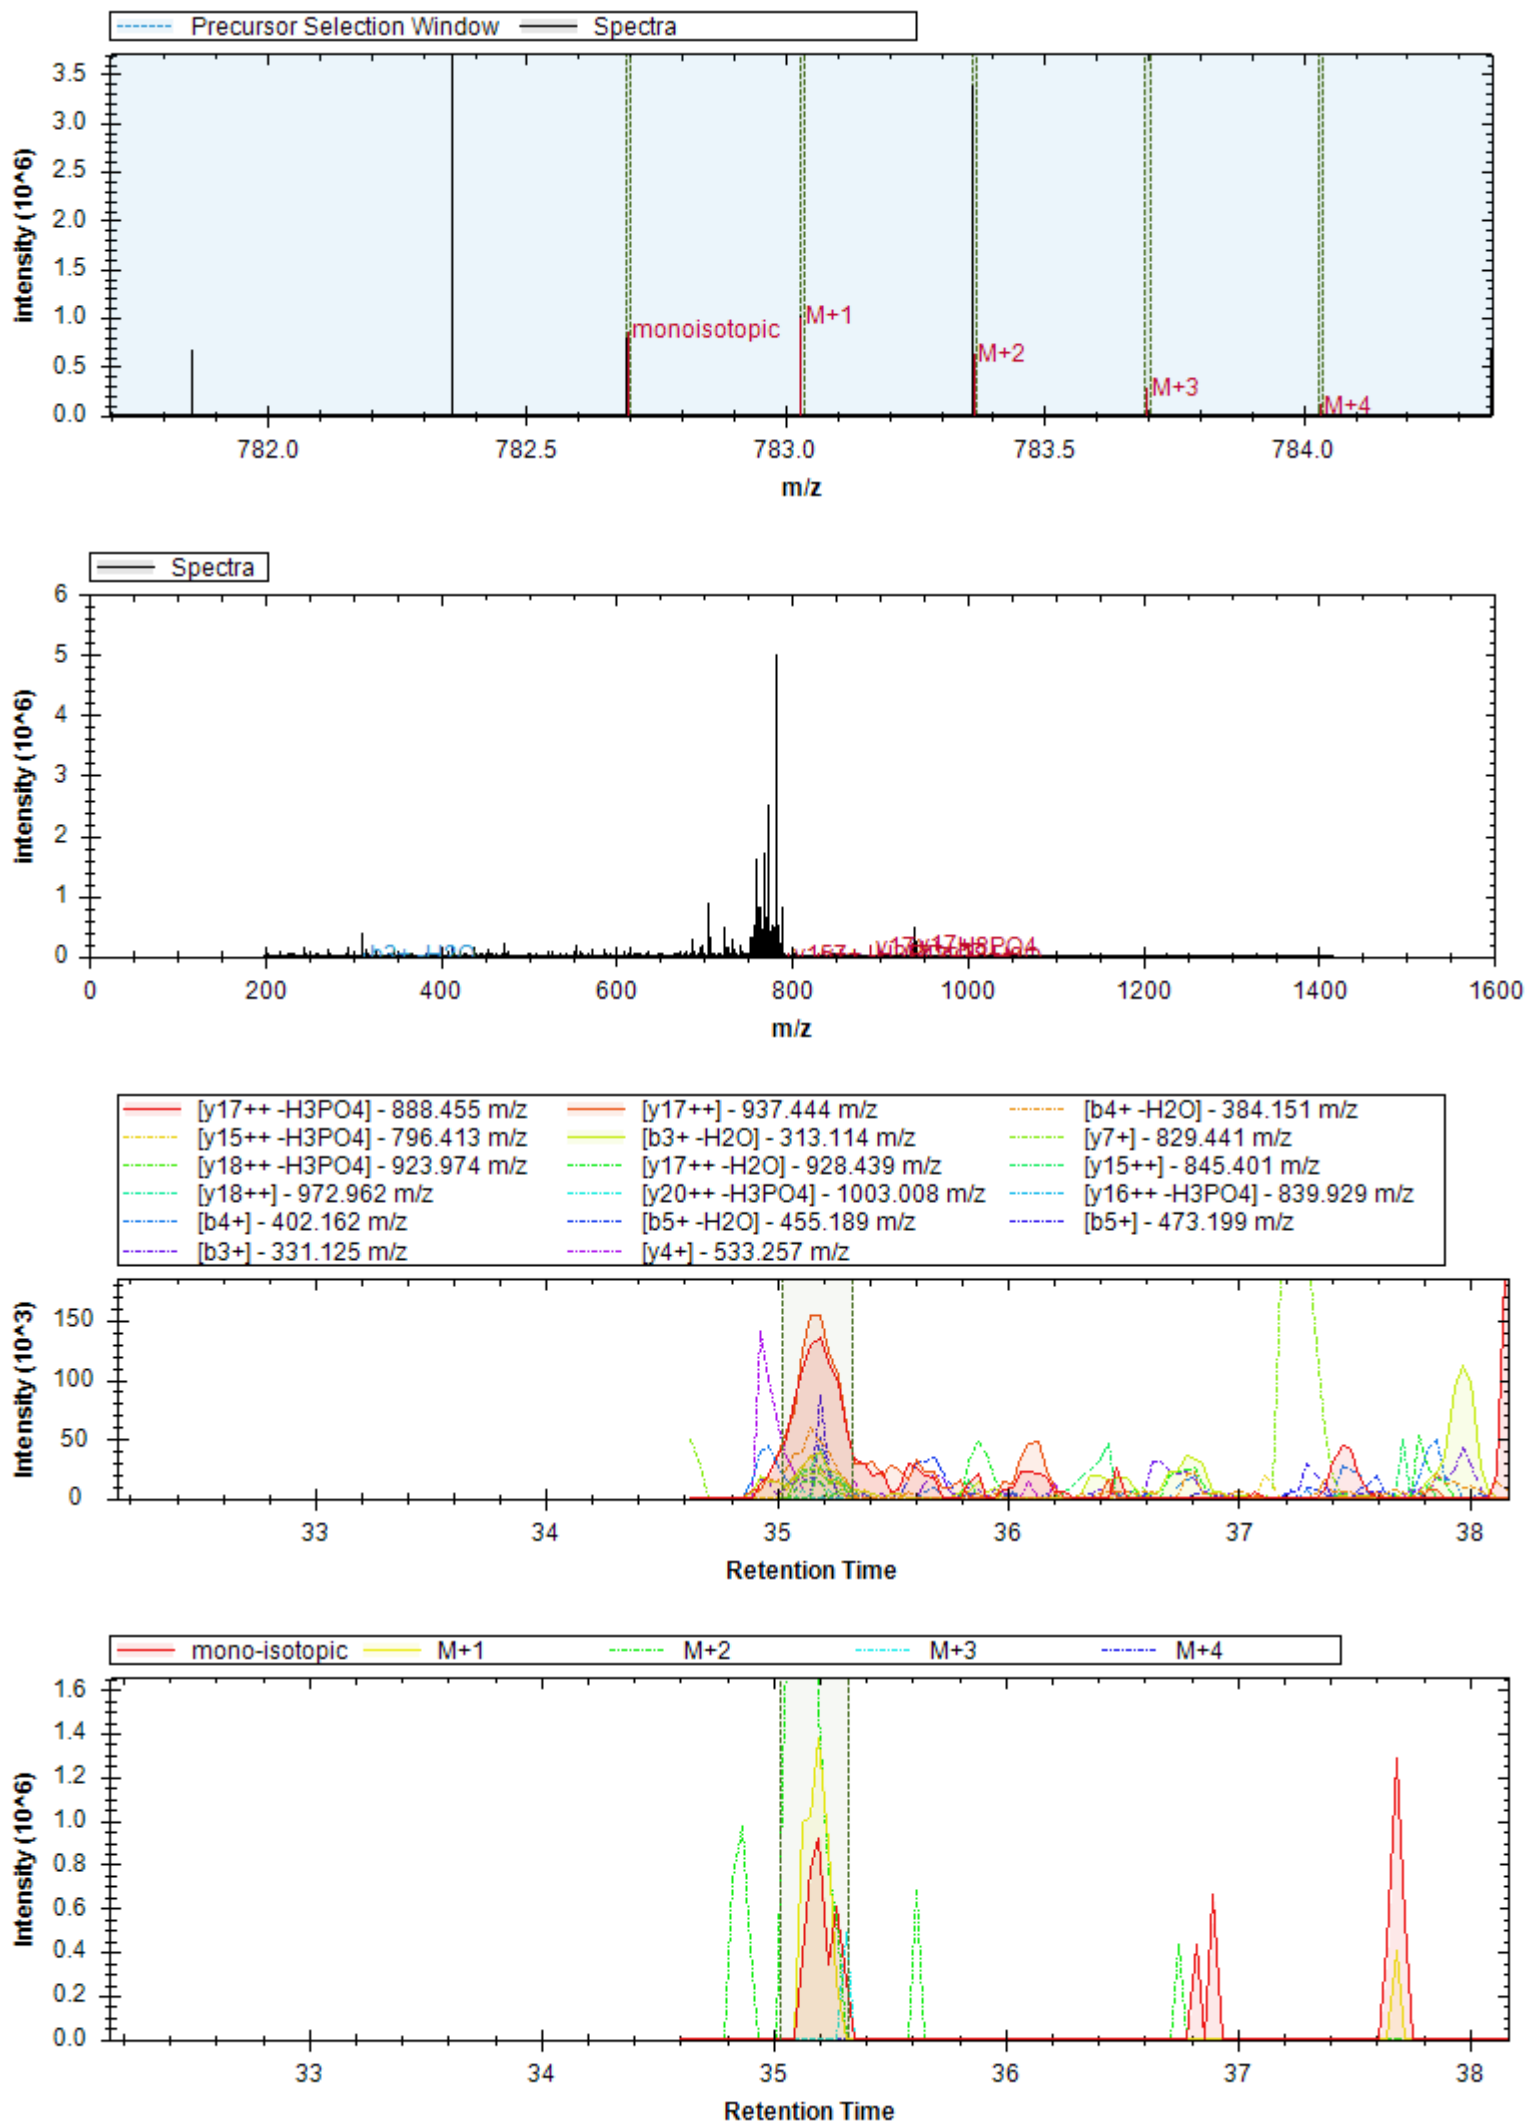 Precursor Selection Window Spectra
3.5
3.0
2.5
2.0
1.5
1.0
0.5
0.0
intensity (10^6)
monoisotopic
M+1
M+2
M+3
M+4
782.0 782.5 783.0 783.5 784.0
m/z
Spectra
6
5
4
3
2
1
0
intensity (10^6)
b3+ -H2O
0 200 400 600 800 1000 1200 1400 1600
m/z
[y17++ -H3PO4] - 888.455 m/z [y17++] - 937.444 m/z [b4+ -H2O] - 384.151 m/z
[y15++ -H3PO4] - 796.413 m/z [b3+ -H2O] - 313.114 m/z [y7+] - 829.441 m/z
[y18++ -H3PO4] - 923.974 m/z [y17++ -H2O] - 928.439 m/z [y15++] - 845.401 m/z
[y18++] - 972.962 m/z [y20++ -H3PO4] - 1003.008 m/z [y16++ -H3PO4] - 839.929 m/z
[b4+] - 402.162 m/z [b5+ -H2O] - 455.189 m/z [b5+] - 473.199 m/z
[b3+] - 331.125 m/z [y4+] - 533.257 m/z
150
100
50
0
Intensity (10^3)
33 34 35 36 37 38
Retention Time
mono-isotopic M+1 M+2 M+3 M+4
1.6
1.4
1.2
1.0
0.8
0.6
0.4
0.2
0.0
Intensity (10^6)
33 34 35 36 37 38
Retention Time